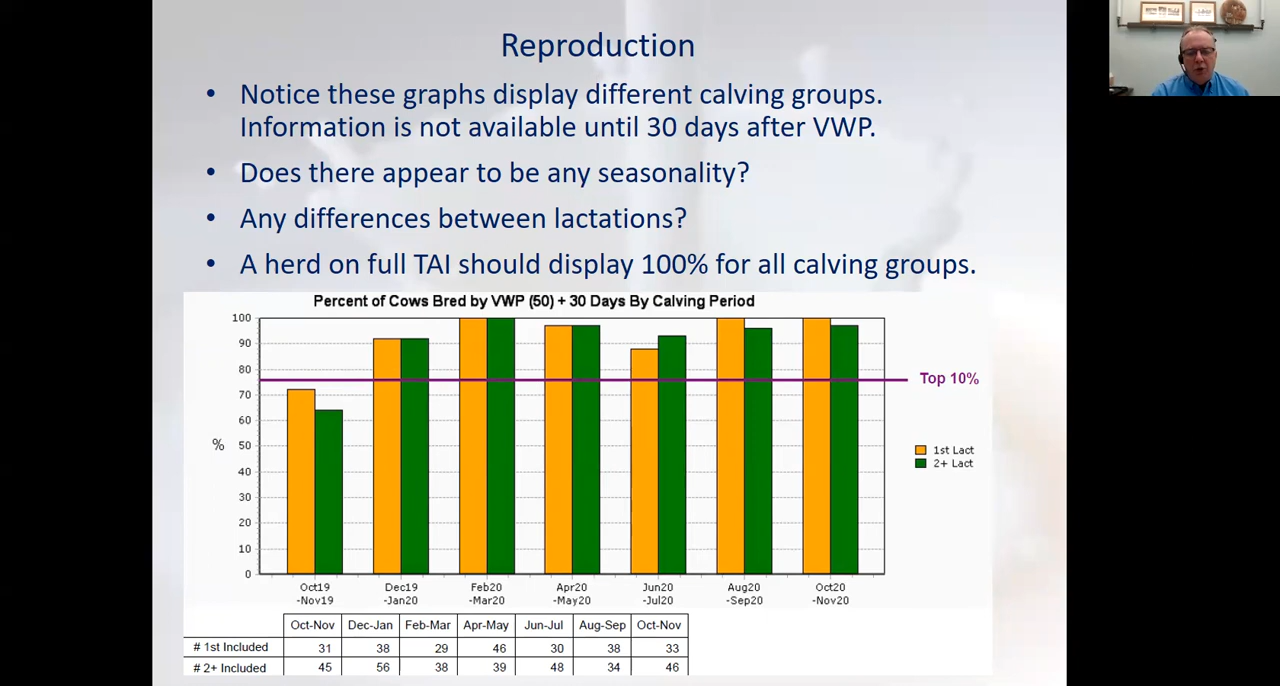 Reproduction
• Notice these graphs display different calving groups.
Information is not available until 30 days after VWP.
• Does there appear to be any seasonality?
• Any differences between lactations?
• A herd on full TAI should display 100% for all calving groups.
Percent of Cows Bred by VWP (50) + 30 Days By Calving Period
100
90
80
70
60
50
40
30
20
10
0
%
Top 10%
1st Lact
2+ Lact
Oct19 Dec19 Feb20 Apr20 Jun20 Aug20 Oct20
-Nov19 -Jan20 -Mar20 -May20 -Jul20 -Sep20 -Nov20
Oct-Nov Dec-Jan Feb-Mar Apr-May Jun-Jul Aug-Sep Oct-Nov
# 1st Included 31 38 29 46 30 38 33
# 2+ Included 45 56 38 39 48 34 46